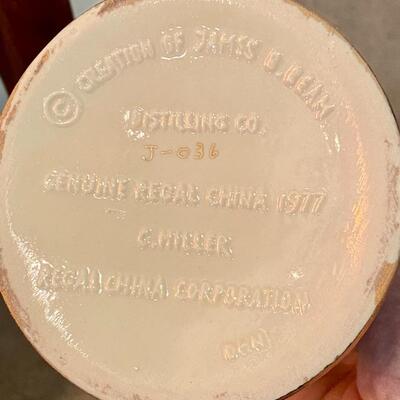 © CREATION OF JAMES B. BEAM
DISTILLING CO.
J-036
GENUINE REGAL CHINA 1977
C. MILLER
REGAL CHINA CORPORATION